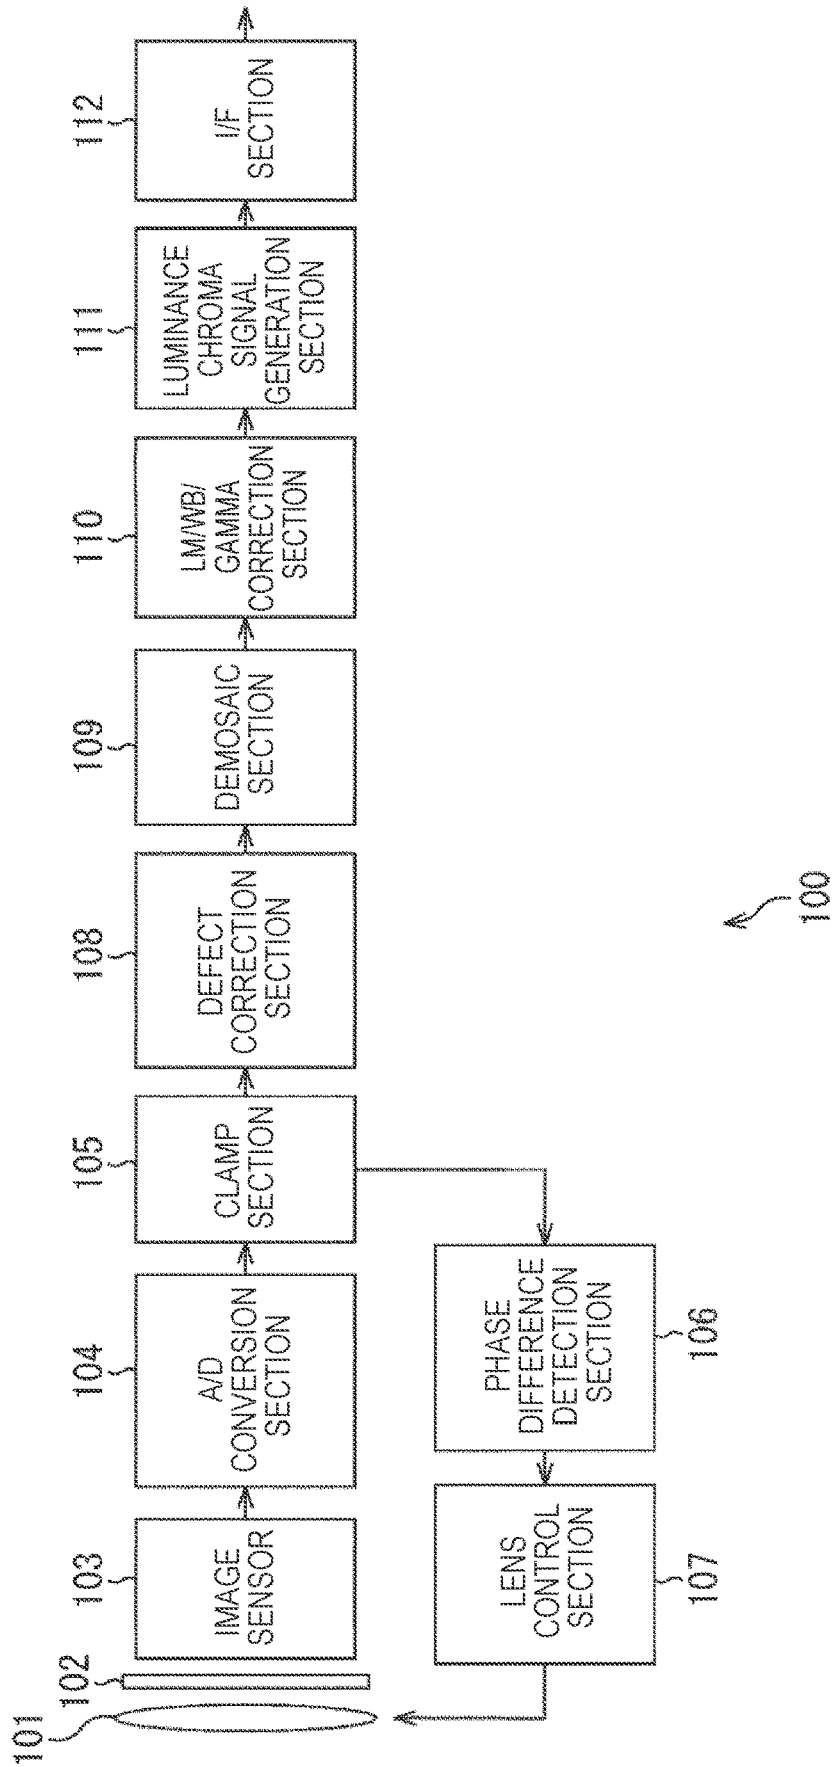 101
102
103
IMAGE
SENSOR
104
A/D
CONVERSION
SECTION
105
CLAMP
SECTION
108
DEFECT
CORRECTION
SECTION
109
DEMOSAIC
SECTION
110
LM/WB/
GAMMA
CORRECTION
SECTION
111
LUMINANCE
CHROMA
SIGNAL
GENERATION
SECTION
112
I/F
SECTION
LENS
CONTROL
SECTION
107
PHASE
DIFFERENCE
DETECTION
SECTION
106
100